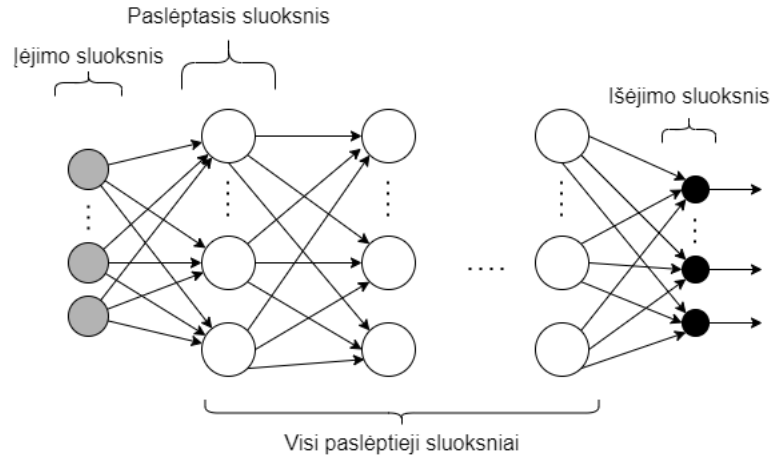 Paslėptasis sluoksnis
Įėjimo sluoksnis
Išėjimo sluoksnis
Visi paslėptieji sluoksniai